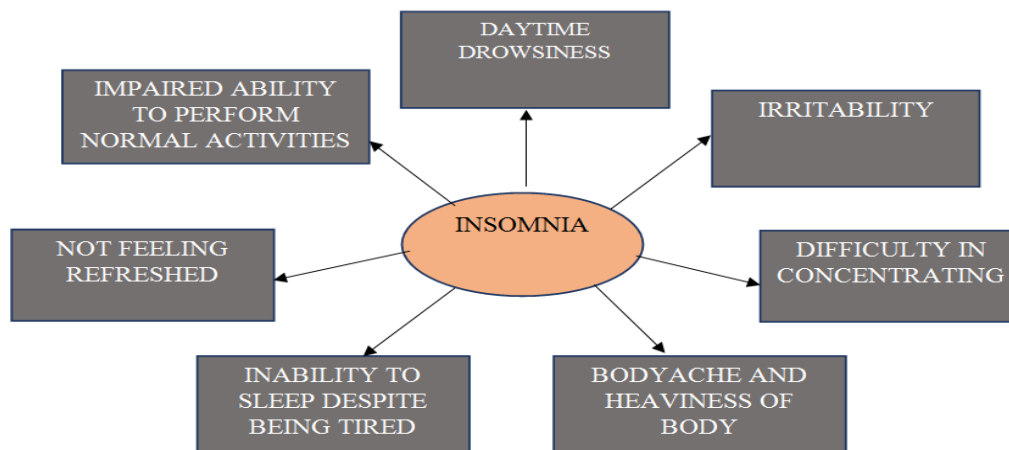 DAYTIME
DROWSINESS
IMPAIRED ABILITY
TO PERFORM
NORMAL ACTIVITIES
IRRITABILITY
INSOMNIA
NOT FEELING
REFRESHED
DIFFICULTY IN
CONCENTRATING
INABILITY TO
SLEEP DESPITE
BEING TIRED
BODYACHE AND
HEAVINESS OF
BODY